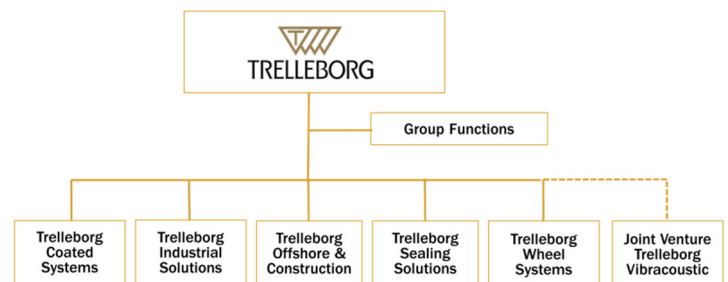 TRELLEBORG
Group Functions
Trelleborg
Coated
Systems
Trelleborg
Industrial
Solutions
Trelleborg
Offshore &
Construction
Trelleborg
Sealing
Solutions
Trelleborg
Wheel
Systems
Joint Venture
Trelleborg
Vibracoustic